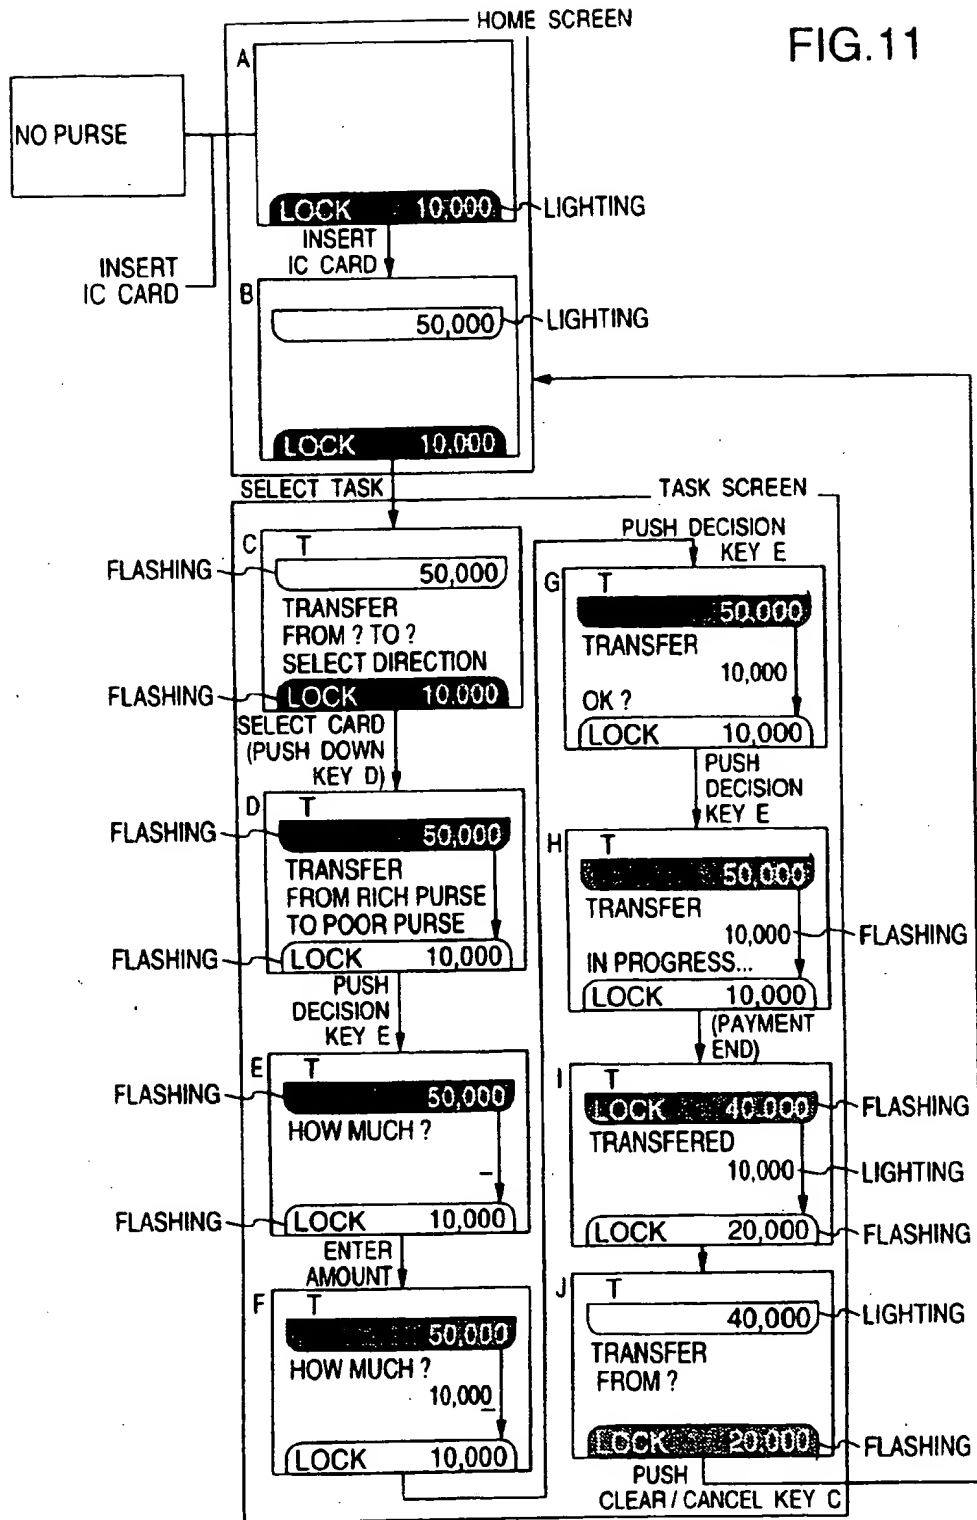 FIG.11
HOME SCREEN
NO PURSE
INSERT
IC CARD
A
LOCK 10,000
LIGHTING
INSERT
IC CARD
B
50,000
LIGHTING
LOCK 10,000
SELECT TASK
TASK SCREEN
C
T
FLASHING
50,000
TRANSFER
FROM ? TO ?
SELECT DIRECTION
FLASHING
LOCK 10,000
SELECT CARD
(PUSH DOWN
KEY D)
D
T
FLASHING
50,000
TRANSFER
FROM RICH PURSE
TO POOR PURSE
FLASHING
LOCK 10,000
PUSH
DECISION
KEY E
E
T
FLASHING
50,000
HOW MUCH ?
_
FLASHING
LOCK 10,000
ENTER
AMOUNT
F
T
50,000
HOW MUCH ?
10,000_
LOCK 10,000
PUSH DECISION
KEY E
G
T
50,000
TRANSFER
10,000
OK ?
LOCK 10,000
PUSH
DECISION
KEY E
H
T
50,000
TRANSFER
10,000
FLASHING
IN PROGRESS...
LOCK 10,000
(PAYMENT
END)
I
T
LOCK 40,000
FLASHING
TRANSFERED
10,000
LIGHTING
LOCK 20,000
FLASHING
J
T
40,000
LIGHTING
TRANSFER
FROM ?
LOCK 20,000
FLASHING
PUSH
CLEAR / CANCEL KEY C